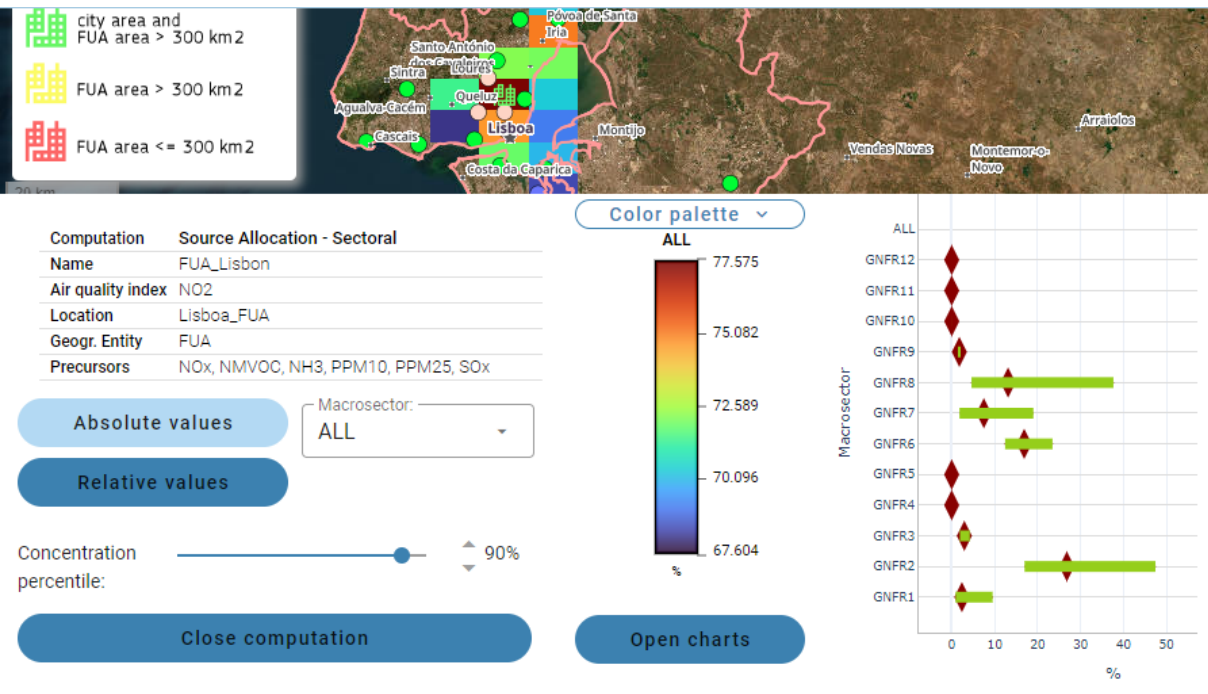 city area and
FUA area > 300 km2
FUA area > 300 km2
FUA area <= 300 km2
20 km
Póvoa de Santa
Iria
Santo António
dos Cavaleiros
Loures
Sintra
Queluz
Agualva-Cacém
Lisboa
Cascais
Montijo
Costa da Caparica
Arraiolos
Vendas Novas
Montemor-o-
Novo
Computation Source Allocation - Sectoral
Name FUA_Lisbon
Air quality index NO2
Location Lisboa_FUA
Geogr. Entity FUA
Precursors NOx, NMVOC, NH3, PPM10, PPM25, SOx
Absolute values
Macrosector:
ALL
Relative values
Concentration
percentile:
90%
Close computation
Color palette
ALL
77.575
75.082
72.589
70.096
67.604
%
Open charts
Macrosector
ALL
GNFR12
GNFR11
GNFR10
GNFR9
GNFR8
GNFR7
GNFR6
GNFR5
GNFR4
GNFR3
GNFR2
GNFR1
0 10 20 30 40 50
%